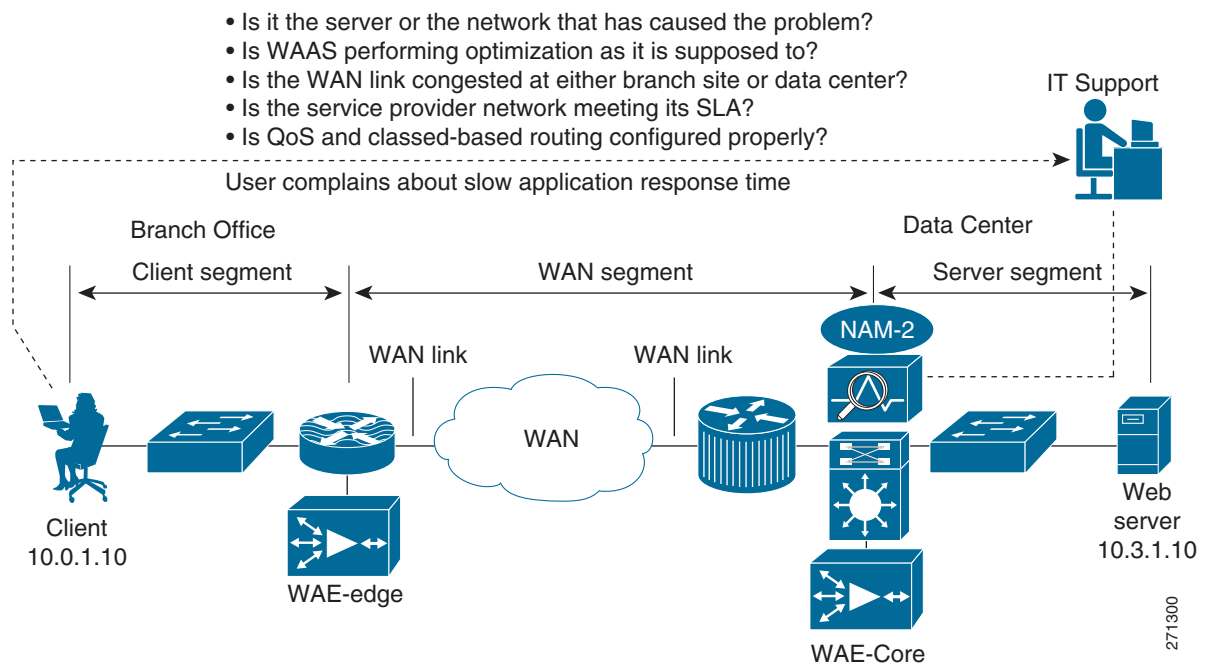 • Is it the server or the network that has caused the problem?
• Is WAAS performing optimization as it is supposed to?
• Is the WAN link congested at either branch site or data center?
• Is the service provider network meeting its SLA?
• Is QoS and classed-based routing configured properly?
IT Support
User complains about slow application response time
Branch Office
Data Center
Client segment
WAN segment
Server segment
NAM-2
WAN link
WAN link
WAN
Client
10.0.1.10
Web
server
10.3.1.10
WAE-edge
WAE-Core
271300